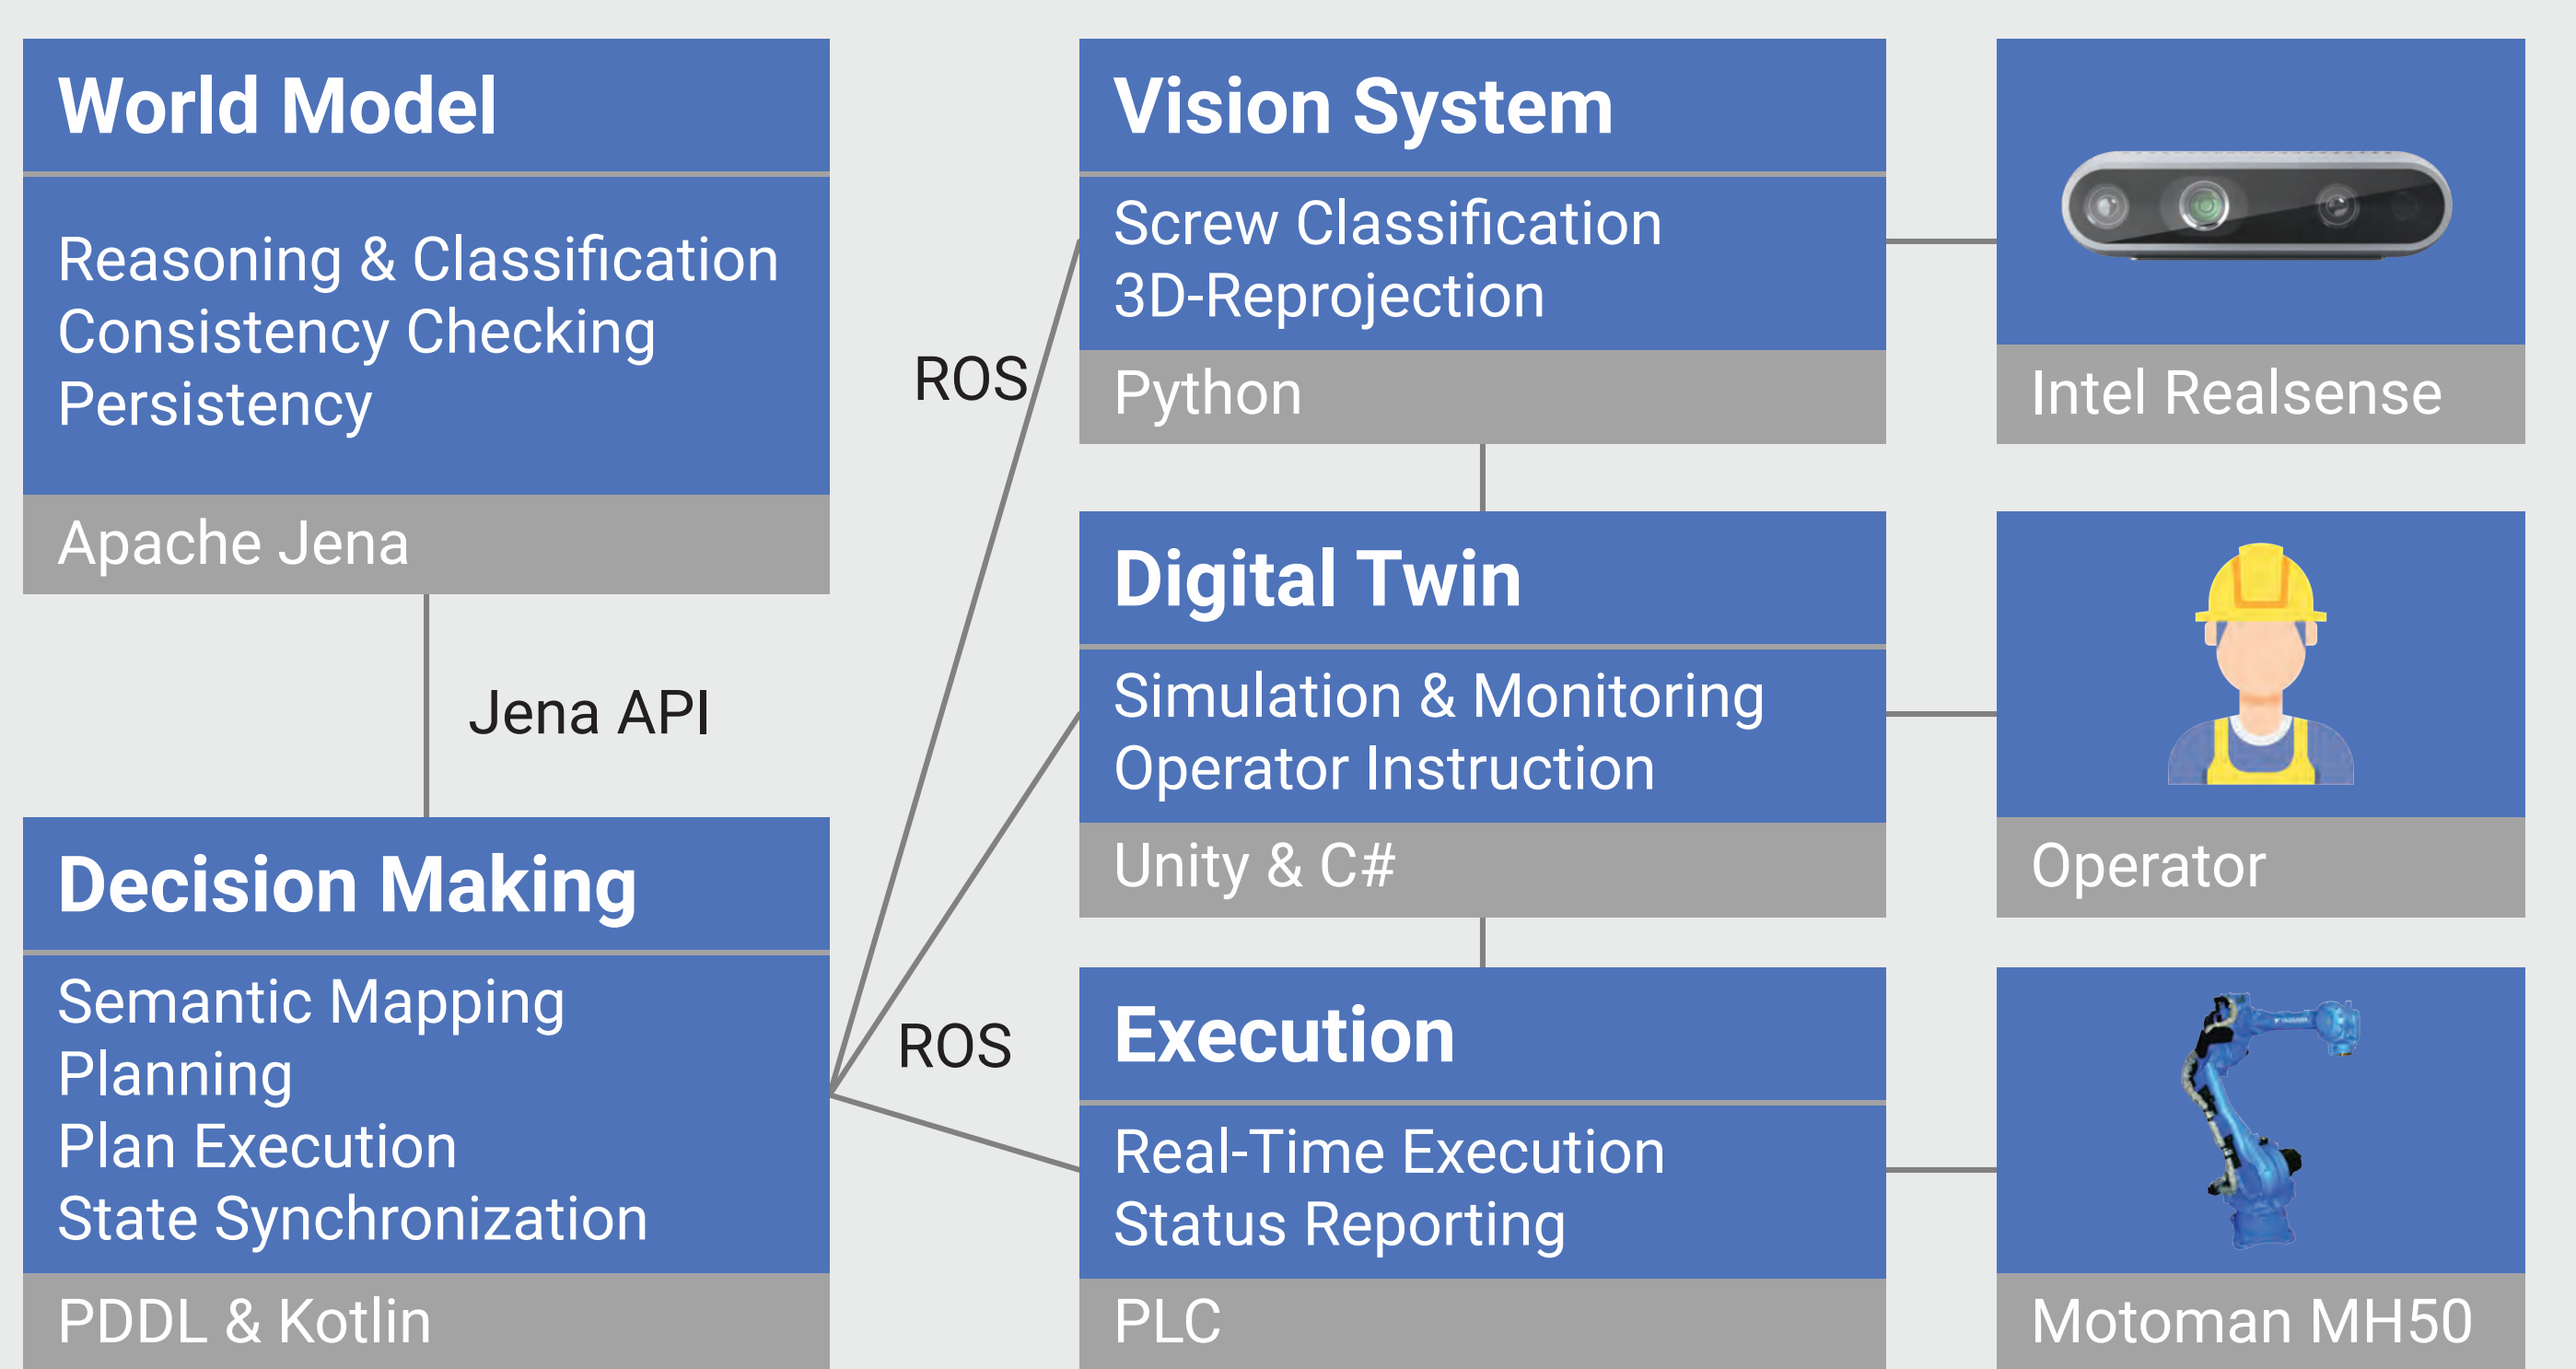 World Model
Reasoning & Classification
Consistency Checking
Persistency
Apache Jena
Jena API
Decision Making
Semantic Mapping
Planning
Plan Execution
State Synchronization
PDDL & Kotlin
ROS
ROS
Vision System
Screw Classification
3D-Reprojection
Python
Intel Realsense
Digital Twin
Simulation & Monitoring
Operator Instruction
Unity & C#
Operator
Execution
Real-Time Execution
Status Reporting
PLC
YASKAWA
Motoman MH50